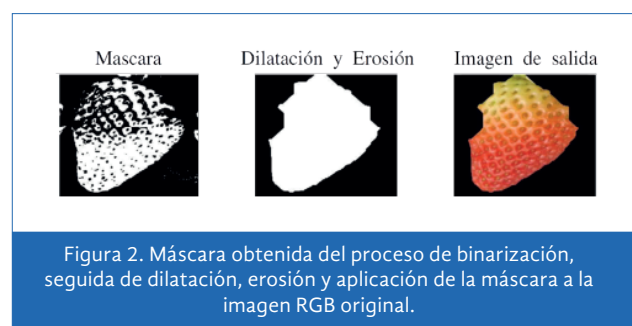 Mascara
Dilatación y Erosión
Imagen de salida
Figura 2. Máscara obtenida del proceso de binarización,
seguida de dilatación, erosión y aplicación de la máscara a la
imagen RGB original.